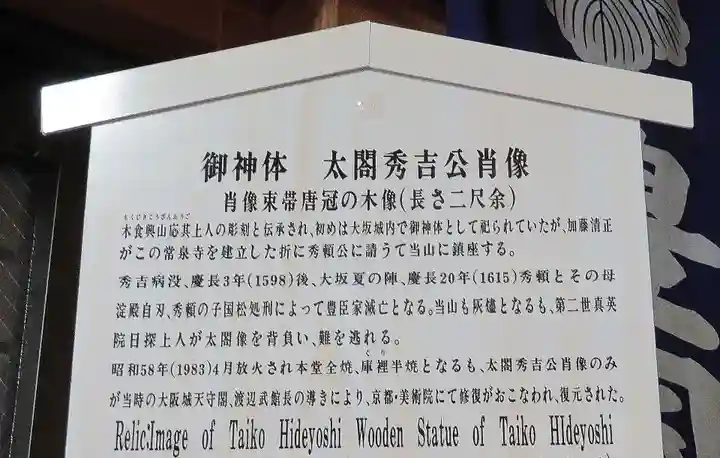 御神体　太閤秀吉公肖像
肖像束帯唐冠の木像(長さ二尺余)
もくじきこうざんおうご
木食興山応其上人の彫刻と伝承され、初めは大坂城内で御神体として祀られていたが、加藤清正
がこの常泉寺を建立した折に秀頼公に請うて当山に鎮座する。
秀吉病没、慶長3年(1598)後、大坂夏の陣、慶長20年(1615)秀頼とその母
淀殿自刃、秀頼の子国松処刑によって豊臣家滅亡となる。当山も灰燼となるも、第二世真英
院日探上人が太閤像を背負い、難を逃れる。
くり
昭和58年(1983)4月放火され本堂全焼、庫裡半焼となるも、太閤秀吉公肖像のみ
が当時の大阪城天守閣、渡辺武館長の導きにより、京都・美術院にて修復がおこなわれ、復元された。
Relic:Image of Taiko Hideyoshi Wooden Statue of Taiko HIdeyoshi